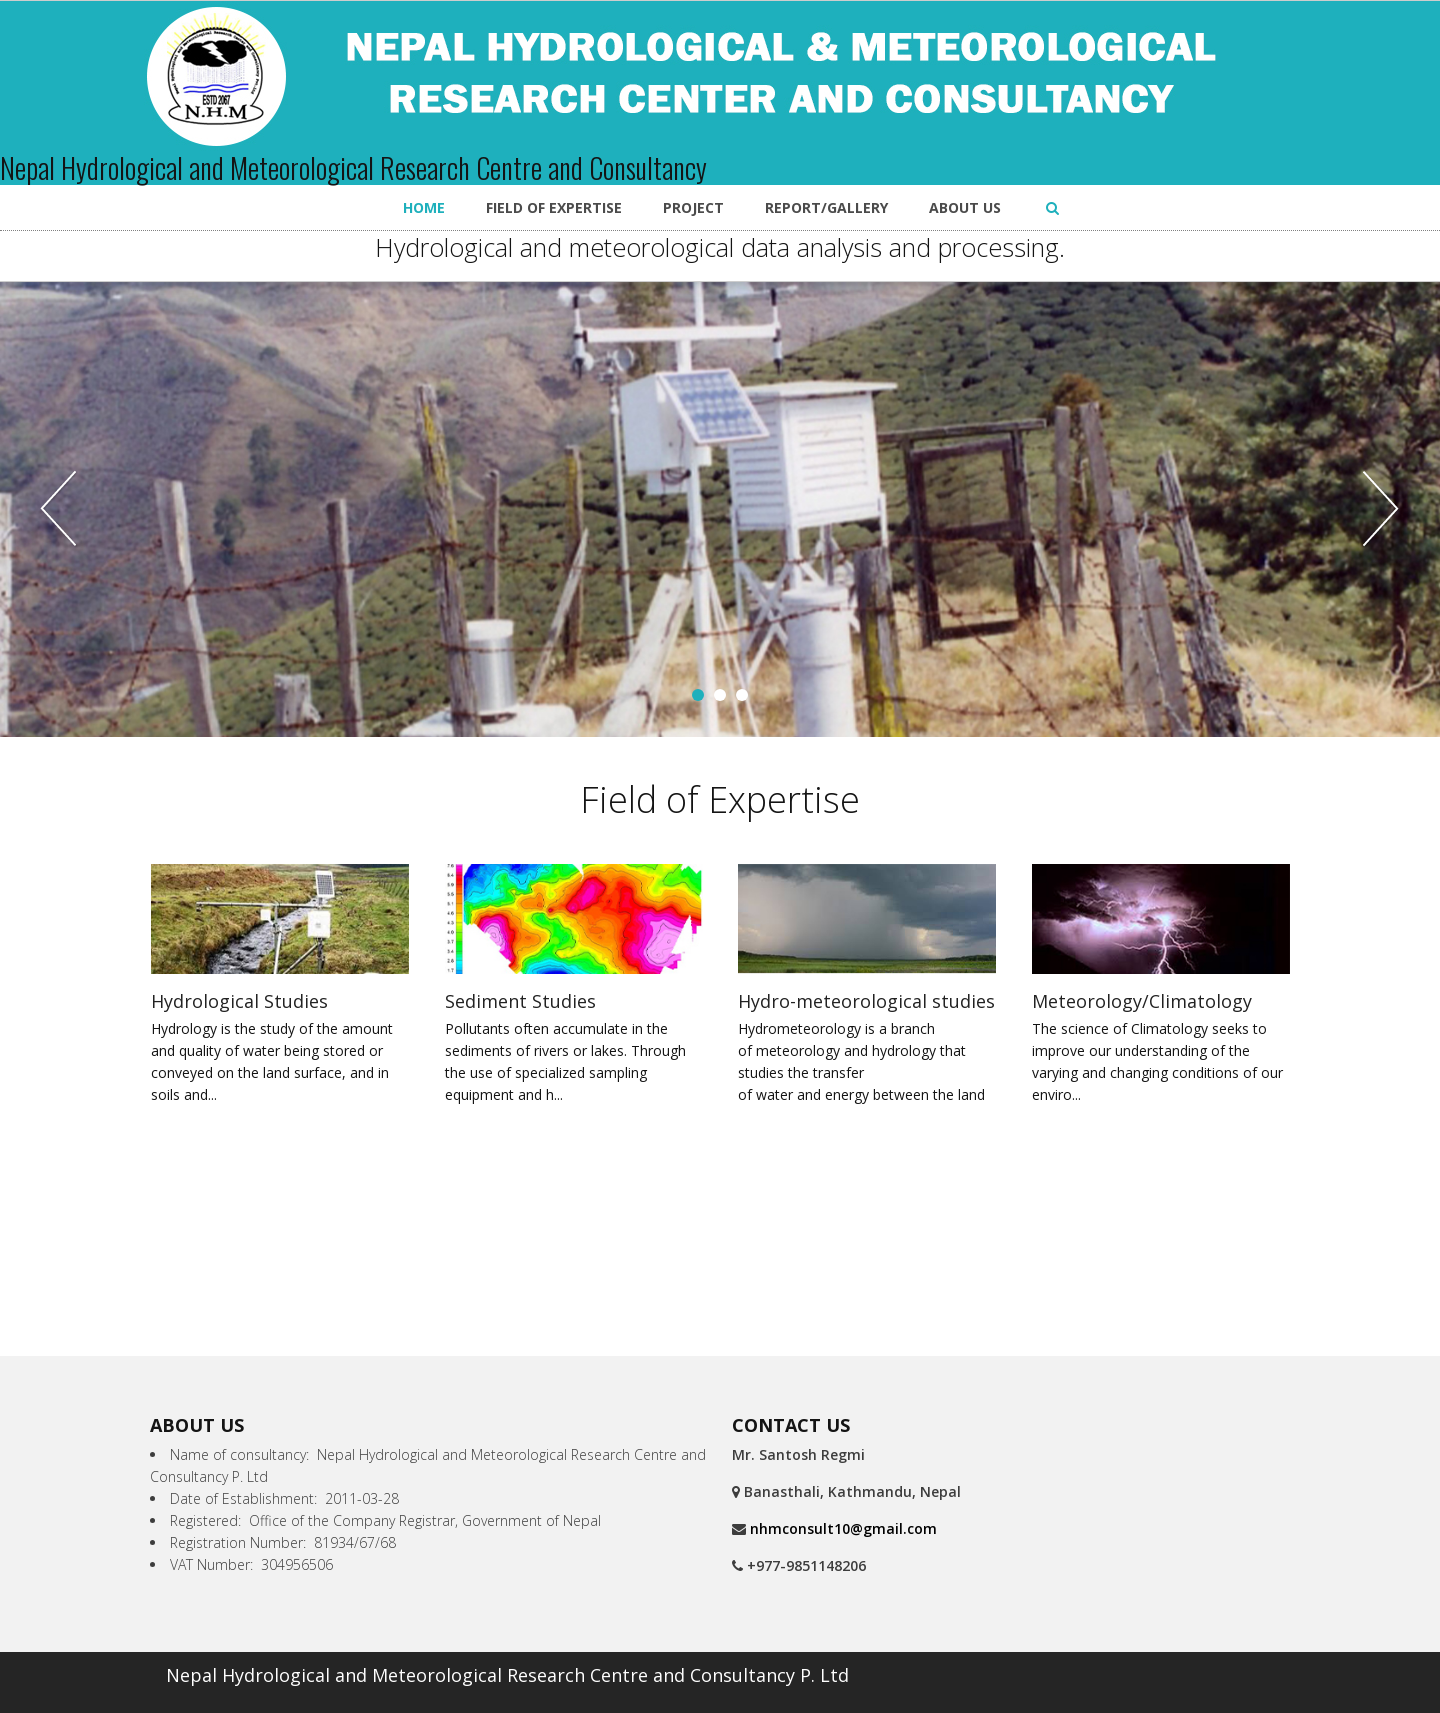 NEPAL HYDROLOGICAL & METEOROLOGICAL
RESEARCH CENTER AND CONSULTANCY
ESTD 2067
N.H.M
Nepal Hydrological and Meteorological Research Centre and Consultancy
HOME FIELD OF EXPERTISE PROJECT REPORT/GALLERY ABOUT US
Hydrological and meteorological data analysis and processing.
Field of Expertise
Hydrological Studies
Hydrology is the study of the amount
and quality of water being stored or
conveyed on the land surface, and in
soils and...
Sediment Studies
Pollutants often accumulate in the
sediments of rivers or lakes. Through
the use of specialized sampling
equipment and h...
Hydro-meteorological studies
Hydrometeorology is a branch
of meteorology and hydrology that
studies the transfer
of water and energy between the land
Meteorology/Climatology
The science of Climatology seeks to
improve our understanding of the
varying and changing conditions of our
enviro...
ABOUT US
• Name of consultancy: Nepal Hydrological and Meteorological Research Centre and
Consultancy P. Ltd
• Date of Establishment: 2011-03-28
• Registered: Office of the Company Registrar, Government of Nepal
• Registration Number: 81934/67/68
• VAT Number: 304956506
CONTACT US
Mr. Santosh Regmi
Banasthali, Kathmandu, Nepal
nhmconsult10@gmail.com
+977-9851148206
Nepal Hydrological and Meteorological Research Centre and Consultancy P. Ltd